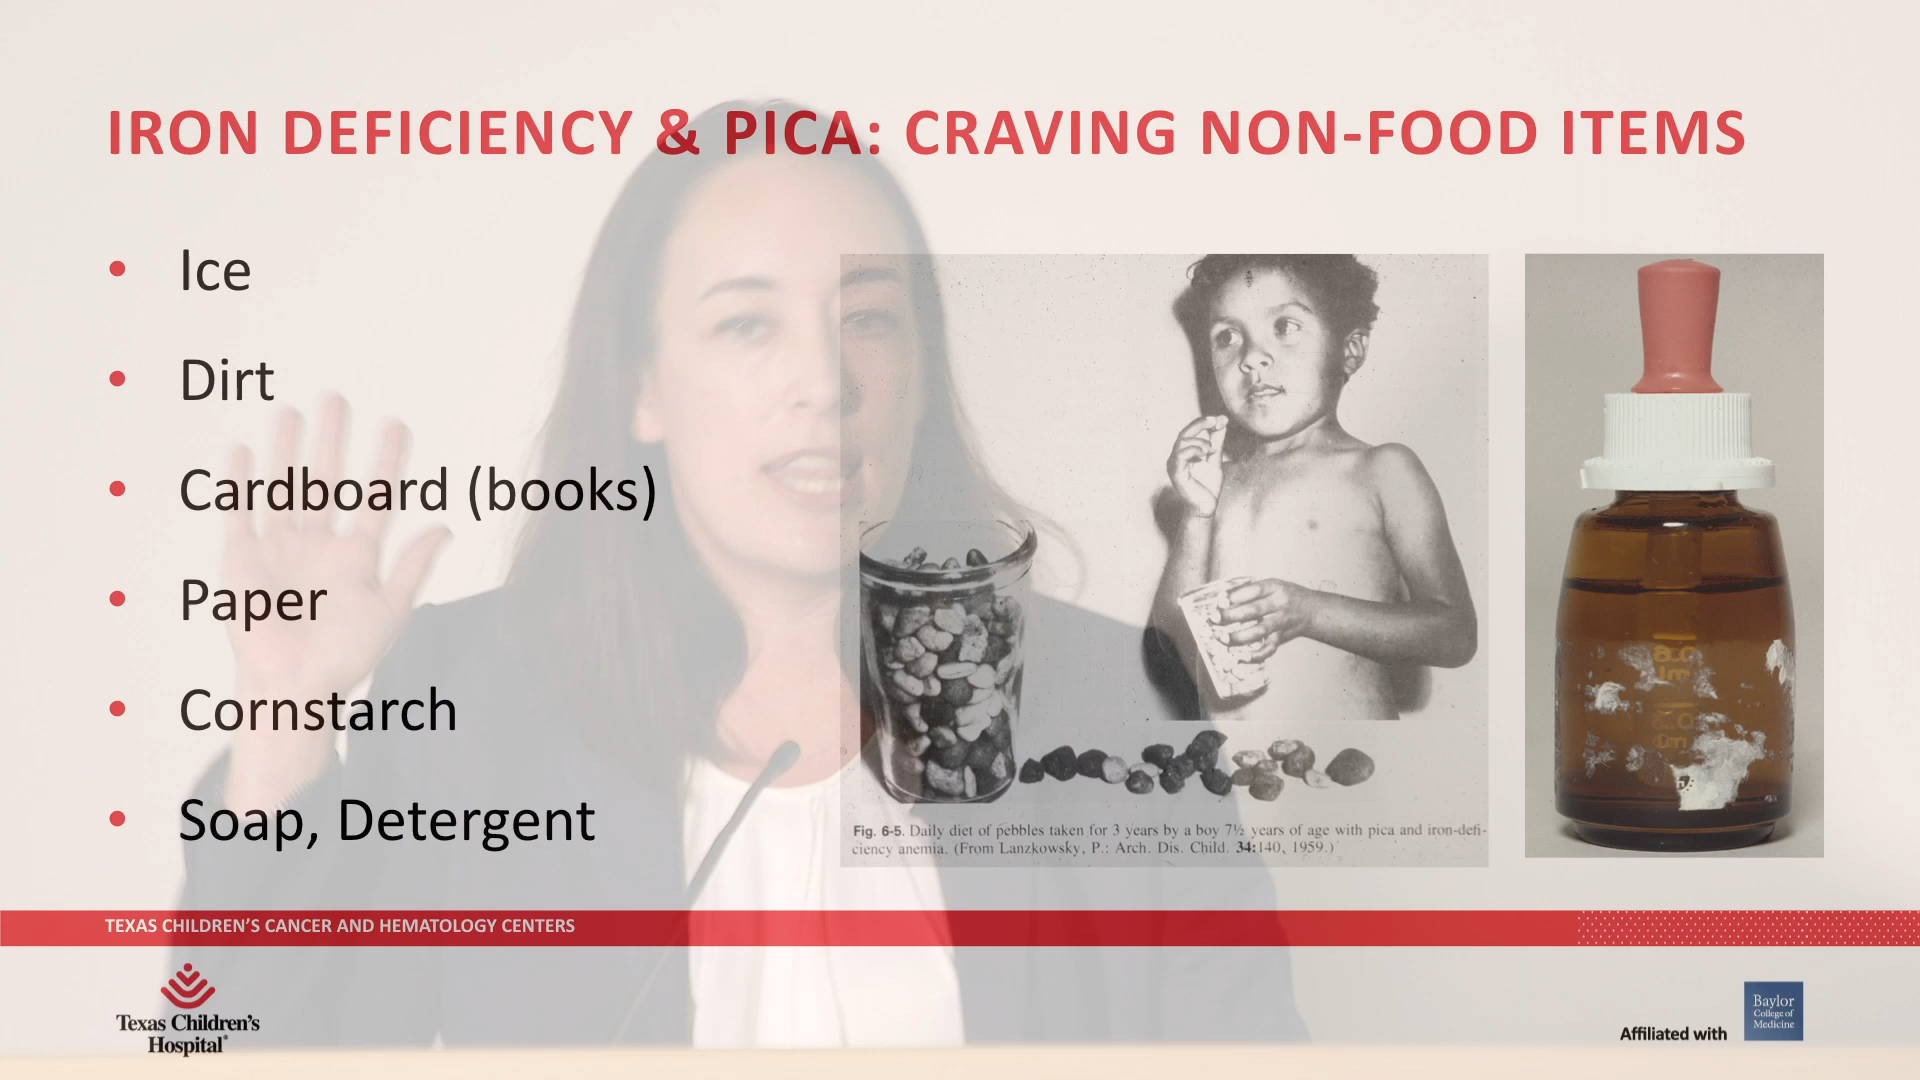 IRON DEFICIENCY & PICA: CRAVING NON-FOOD ITEMS
• Ice
• Dirt
• Cardboard (books)
• Paper
• Cornstarch
• Soap, Detergent
Fig. 6-5. Daily diet of pebbles taken for 3 years by a boy 7½ years of age with pica and iron-defi-
ciency anemia. (From Lanzkowsky, P.: Arch. Dis. Child. 34:140, 1959.)
TEXAS CHILDREN'S CANCER AND HEMATOLOGY CENTERS
Texas Children's
Hospital®
Affiliated with
Baylor
College of
Medicine